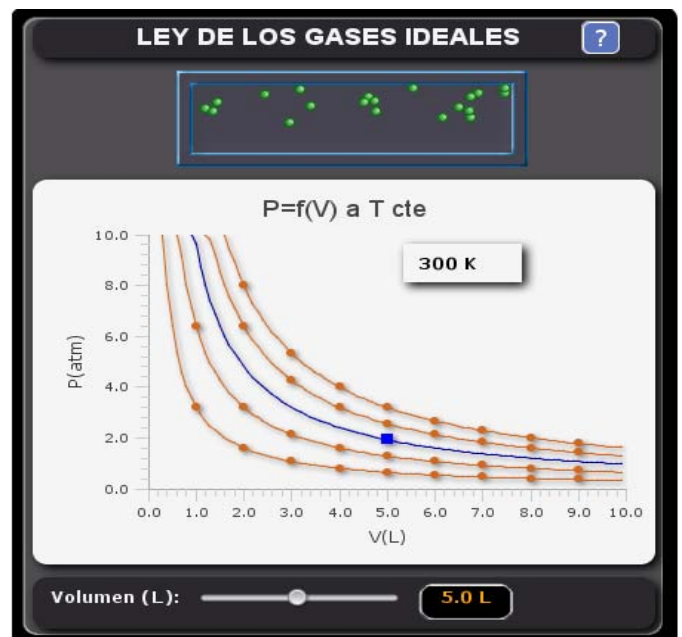 LEY DE LOS GASES IDEALES ?
P=f(V) a T cte
300 K
10.0
8.0
6.0
4.0
2.0
0.0
P(atm)
0.0 1.0 2.0 3.0 4.0 5.0 6.0 7.0 8.0 9.0 10.0
V(L)
Volumen (L): 5.0 L